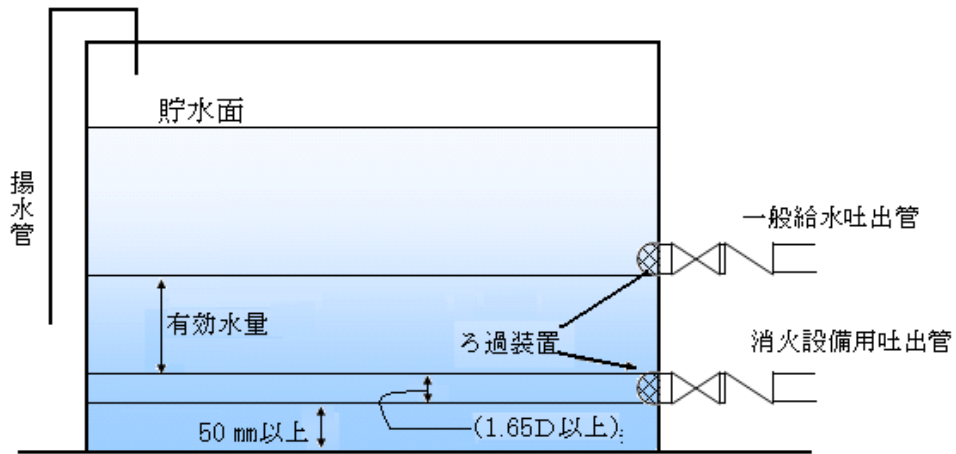 貯水面
揚水管
一般給水吐出管
有効水量
ろ過装置
消火設備用吐出管
50㎜以上
(1.65D以上)